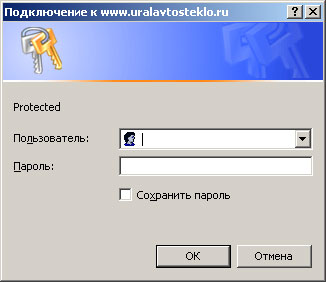 Подключение к www.uralavtosteklo.ru
Protected
Пользователь:
Пароль:
Сохранить пароль
OK
Отмена